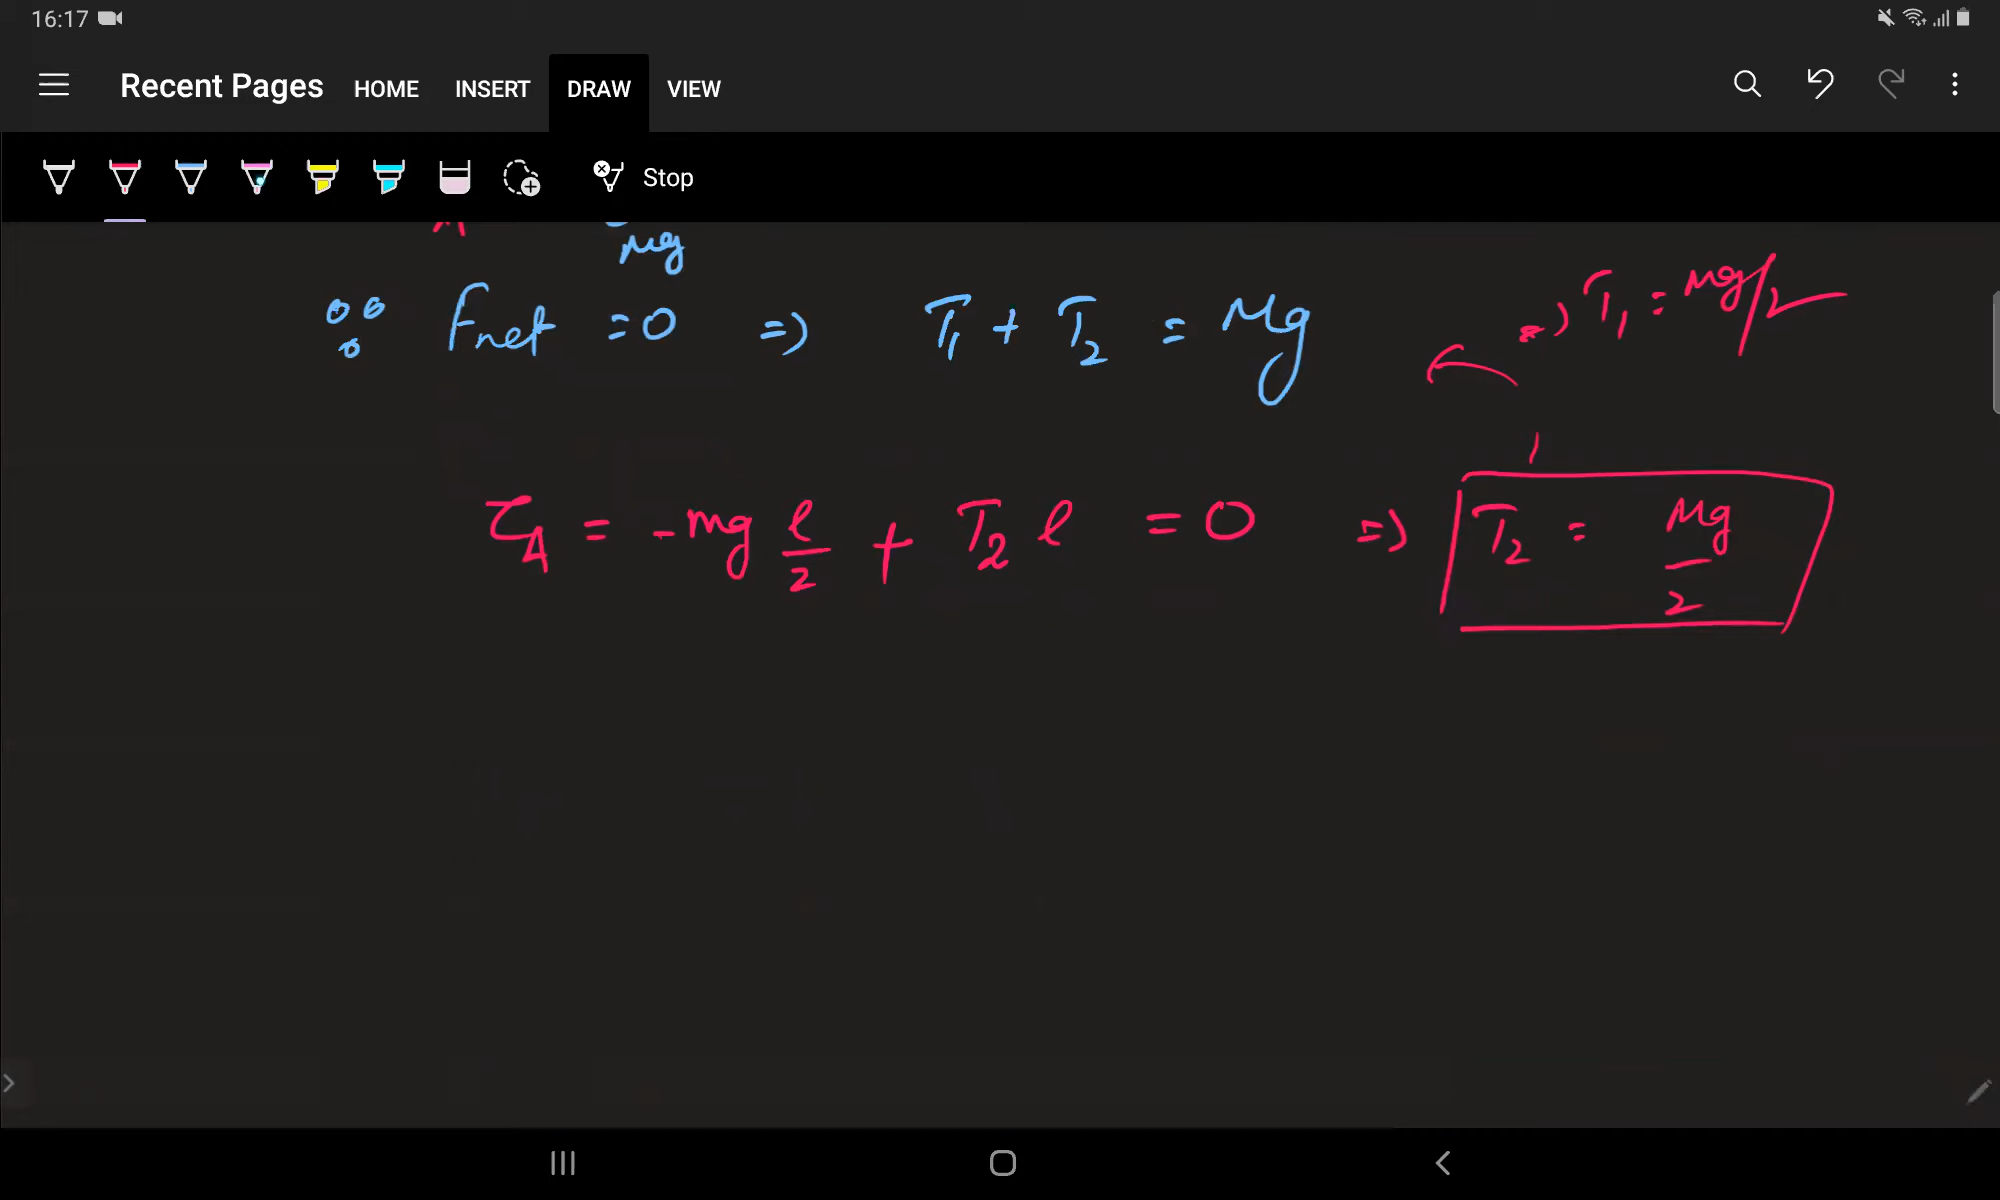 16:17
Recent Pages HOME INSERT DRAW VIEW
Stop
Mg
∴ Fnet = 0 ⇒ T₁ + T₂ = Mg
⇒ T₁ = Mg/2
τ_A = -mg l/2 + T₂ l = 0 ⇒ T₂ = Mg/2